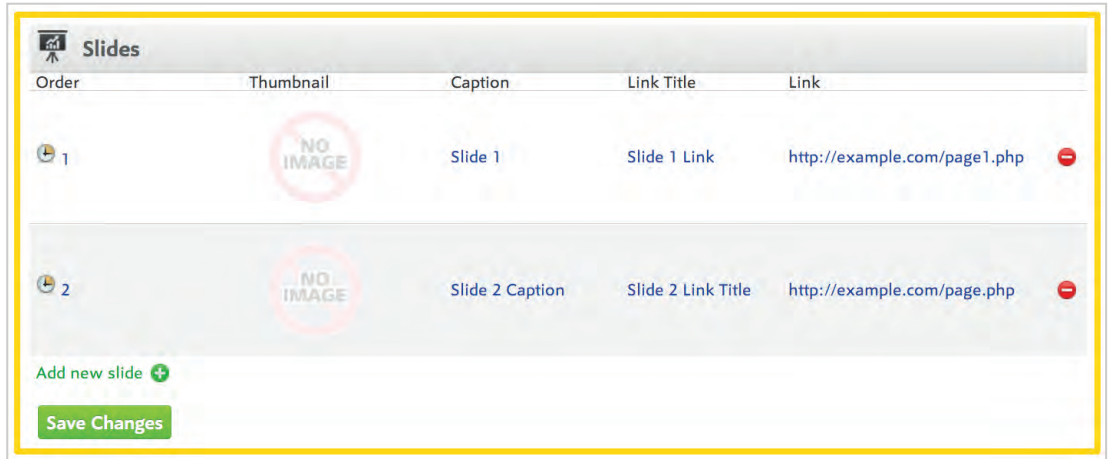 Slides
Order Thumbnail Caption Link Title Link
1 NO IMAGE Slide 1 Slide 1 Link http://example.com/page1.php
2 NO IMAGE Slide 2 Caption Slide 2 Link Title http://example.com/page.php
Add new slide
Save Changes